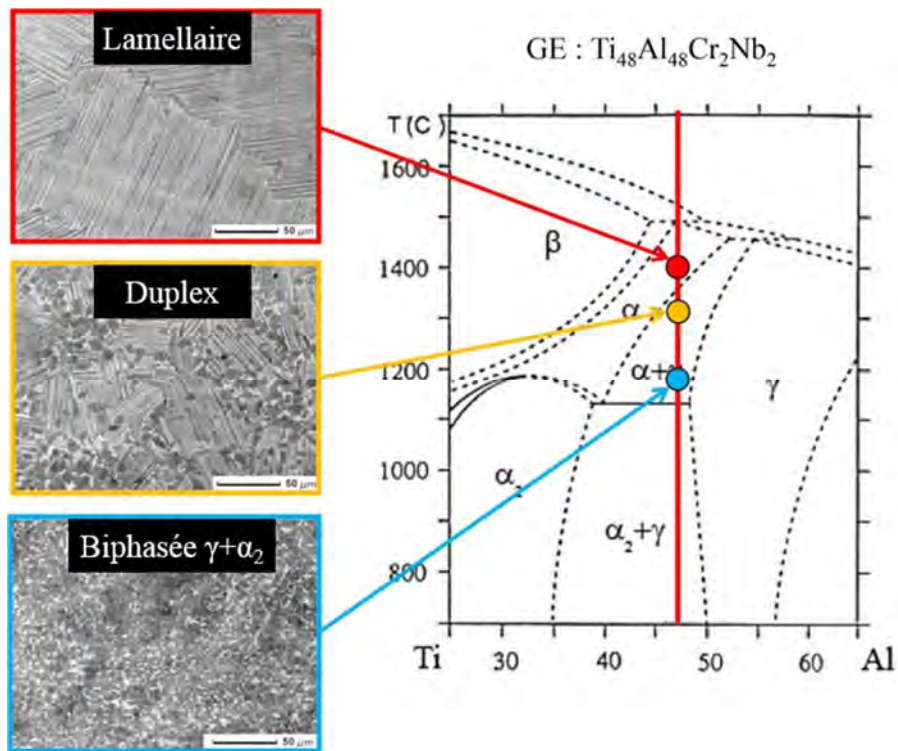 Lamellaire
50 μm
Duplex
50 μm
Biphasée γ+α₂
50 μm
GE : Ti₄₈Al₄₈Cr₂Nb₂
T(C)
1600
1400
1200
1000
800
β
α
α+γ
γ
α₂
α₂+γ
Ti 30 40 50 60 Al